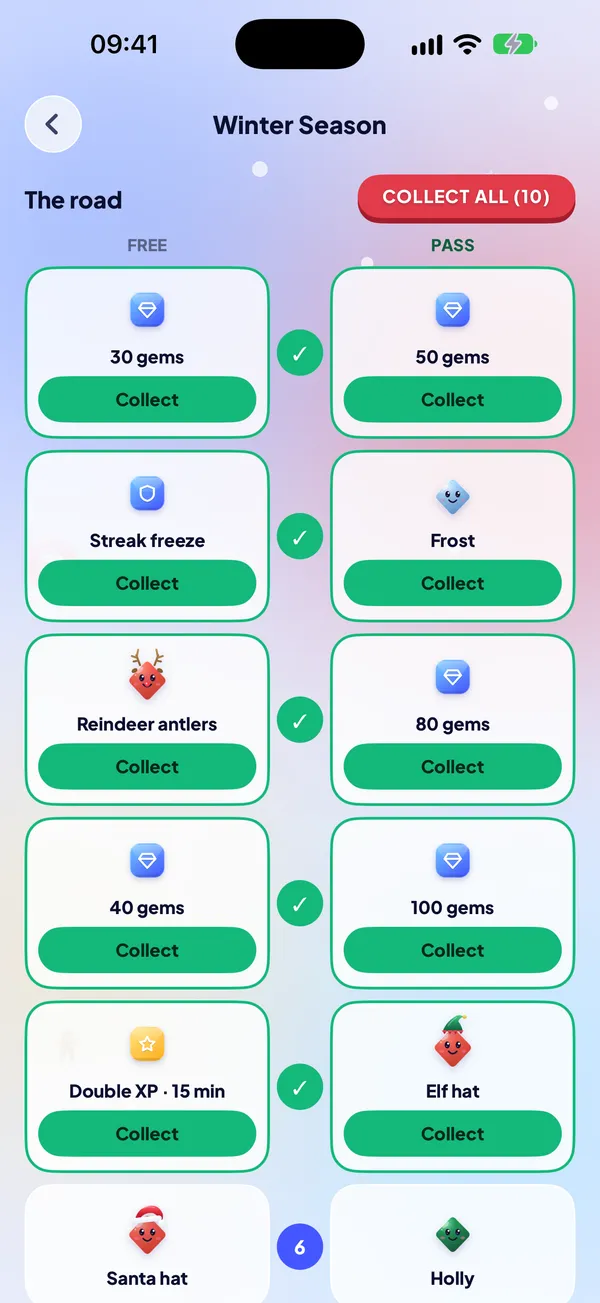 09:41
Winter Season
The road
COLLECT ALL (10)
FREE
PASS
30 gems
50 gems
Collect
Collect
Streak freeze
Frost
Collect
Collect
Reindeer antlers
80 gems
Collect
Collect
40 gems
100 gems
Collect
Collect
Double XP · 15 min
Elf hat
Collect
Collect
6
Santa hat
Holly